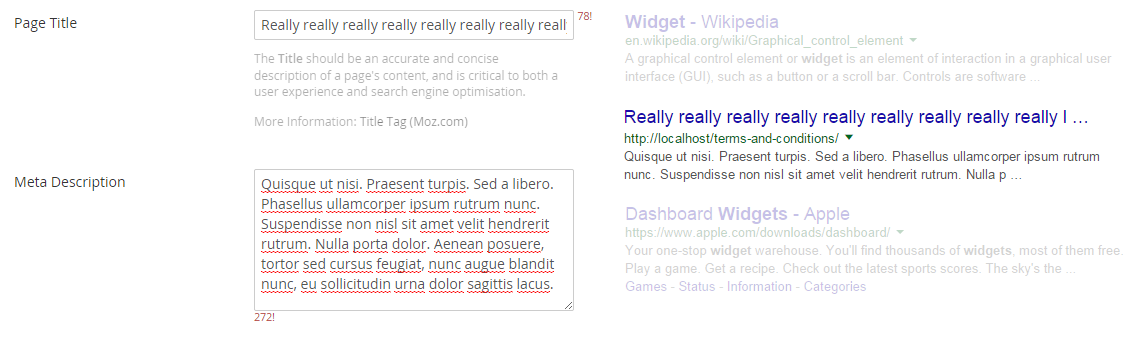 Page Title
Really really really really really really really reall
78!
The Title should be an accurate and concise
description of a page's content, and is critical to both a
user experience and search engine optimisation.
More Information: Title Tag (Moz.com)
Meta Description
Quisque ut nisi. Praesent turpis. Sed a libero.
Phasellus ullamcorper ipsum rutrum nunc.
Suspendisse non nisl sit amet velit hendrerit
rutrum. Nulla porta dolor. Aenean posuere,
tortor sed cursus feugiat, nunc augue blandit
nunc, eu sollicitudin urna dolor sagittis lacus.
272!
Widget - Wikipedia
en.wikipedia.org/wiki/Graphical_control_element
A graphical control element or widget is an element of interaction in a graphical user
interface (GUI), such as a button or a scroll bar. Controls are software ...
Really really really really really really really really really I ...
http://localhost/terms-and-conditions/
Quisque ut nisi. Praesent turpis. Sed a libero. Phasellus ullamcorper ipsum rutrum
nunc. Suspendisse non nisl sit amet velit hendrerit rutrum. Nulla p ...
Dashboard Widgets - Apple
https://www.apple.com/downloads/dashboard/
Your one-stop widget warehouse. You'll find thousands of widgets, most of them free.
Play a game. Get a recipe. Check out the latest sports scores. The sky's the ...
Games - Status - Information - Categories